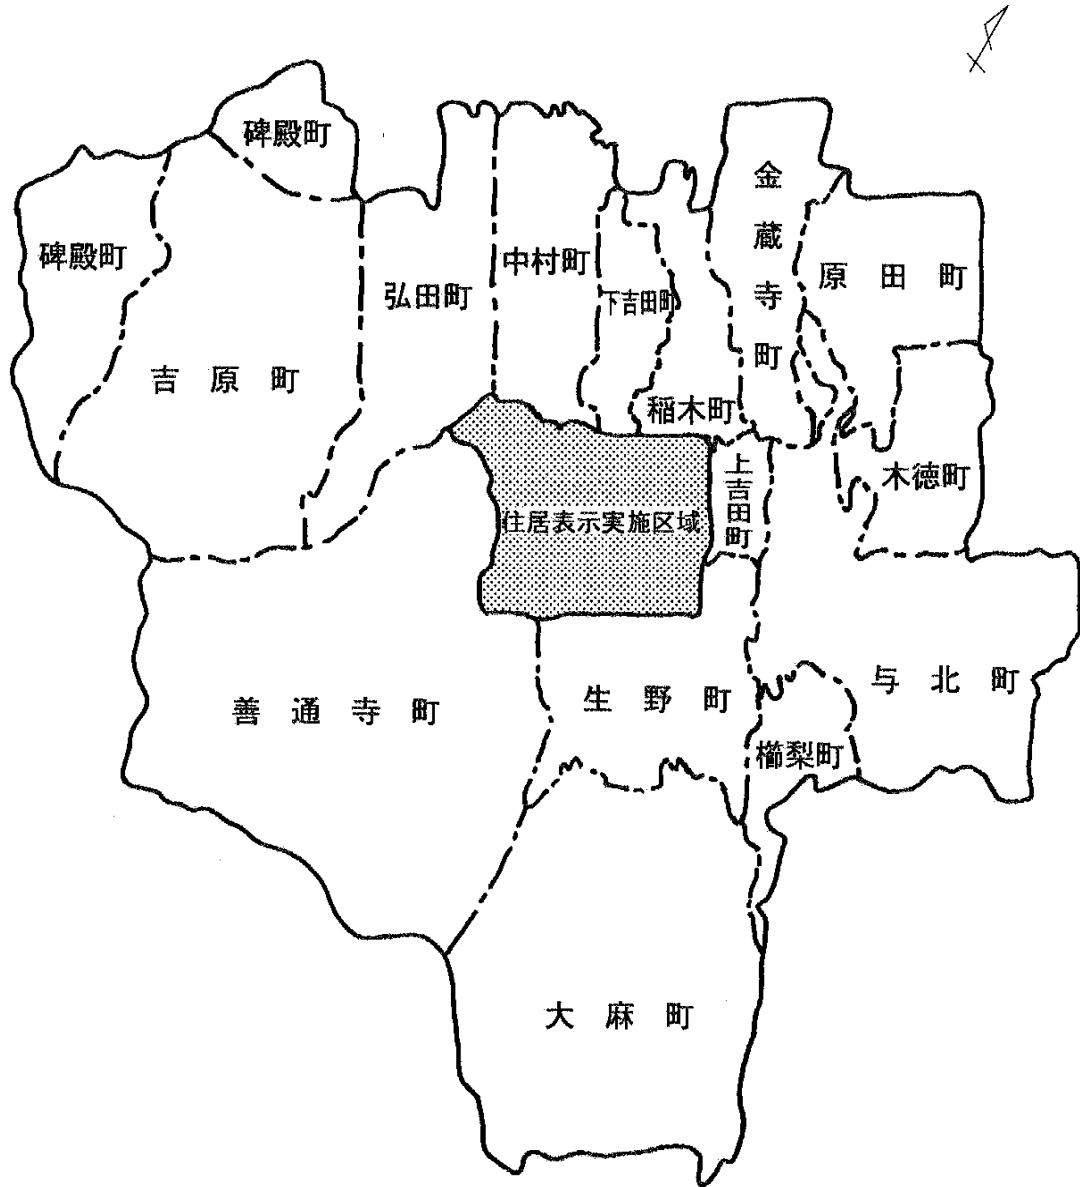 碑殿町
碑殿町
吉原町
弘田町
中村町
下吉田町
稲木町
金蔵寺町
原田町
木徳町
上吉田町
住居表示実施区域
善通寺町
生野町
与北町
櫛梨町
大麻町